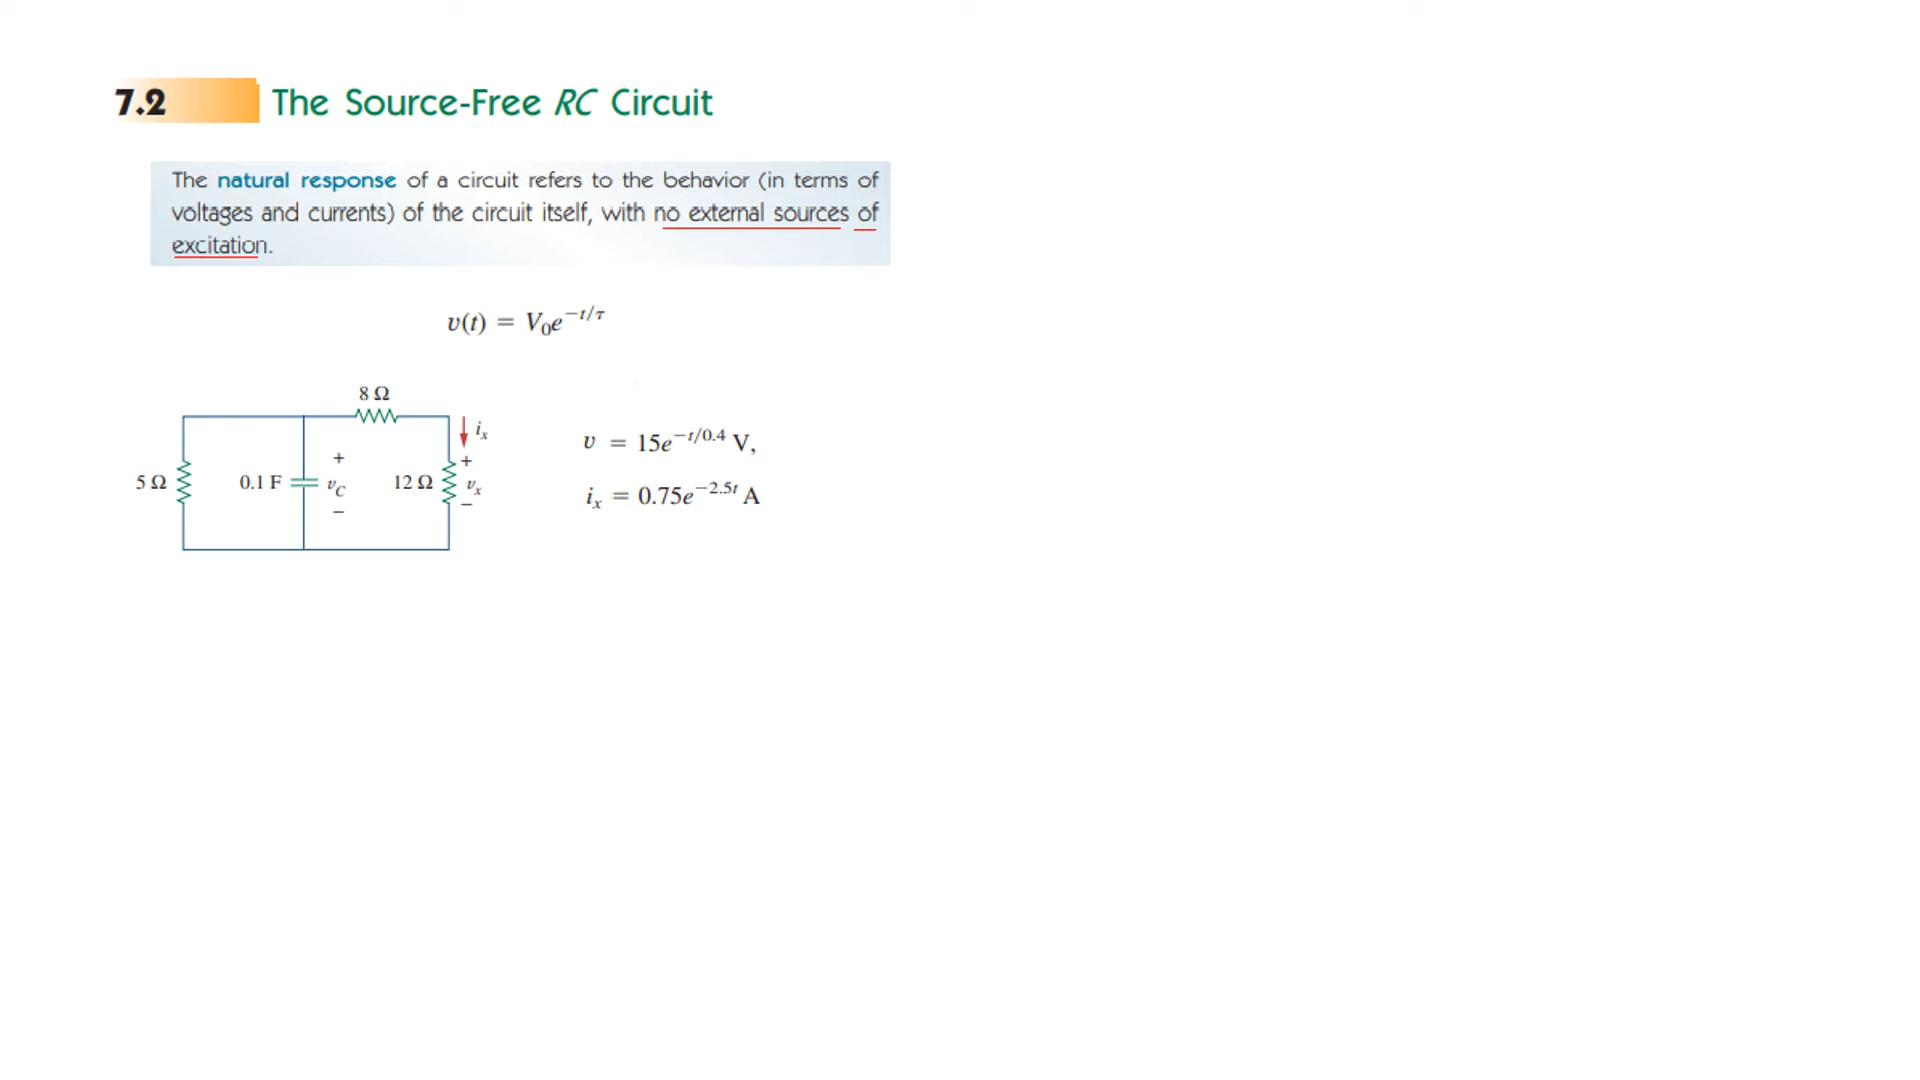 7.2 The Source-Free RC Circuit
The natural response of a circuit refers to the behavior (in terms of
voltages and currents) of the circuit itself, with no external sources of
excitation.
v(t) = V₀e^−t/τ
8 Ω
iₓ
+
+
5 Ω
0.1 F
v_C
12 Ω
vₓ
−
−
v = 15e^−t/0.4 V,
iₓ = 0.75e^−2.5t A